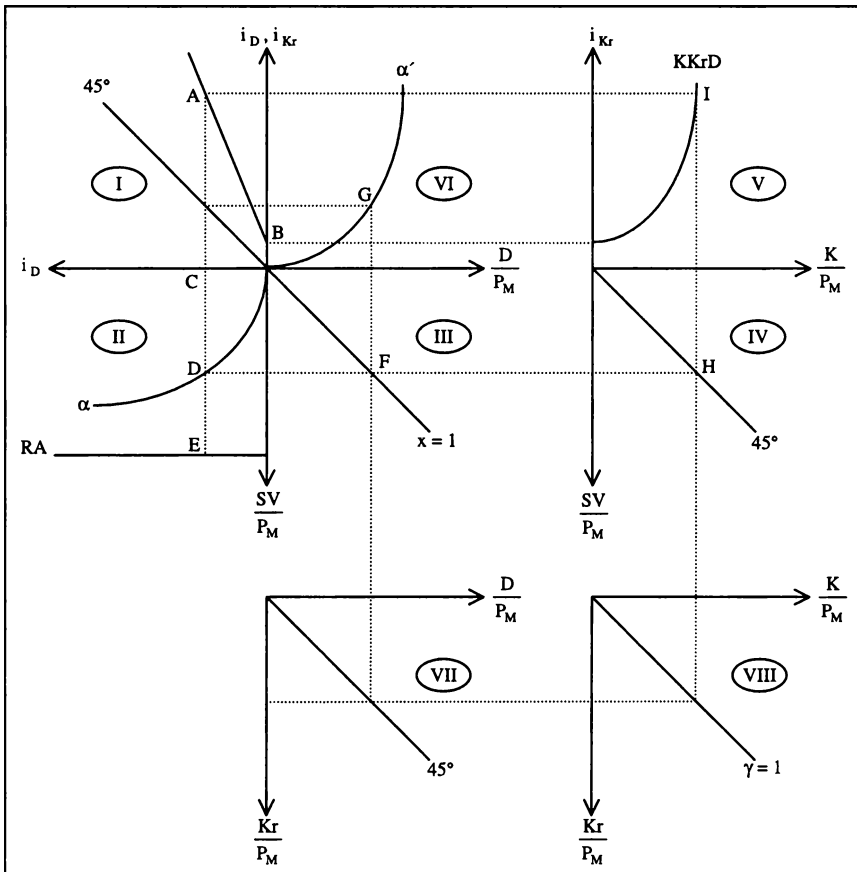 i_D , i_Kr
i_Kr
45°
A
α´
KKrD
I
I
G
VI
V
B
i_D
C
D
P_M
K
P_M
II
III
IV
D
F
H
α
RA
E
x = 1
45°
SV
P_M
SV
P_M
D
P_M
K
P_M
VII
VIII
45°
γ = 1
Kr
P_M
Kr
P_M